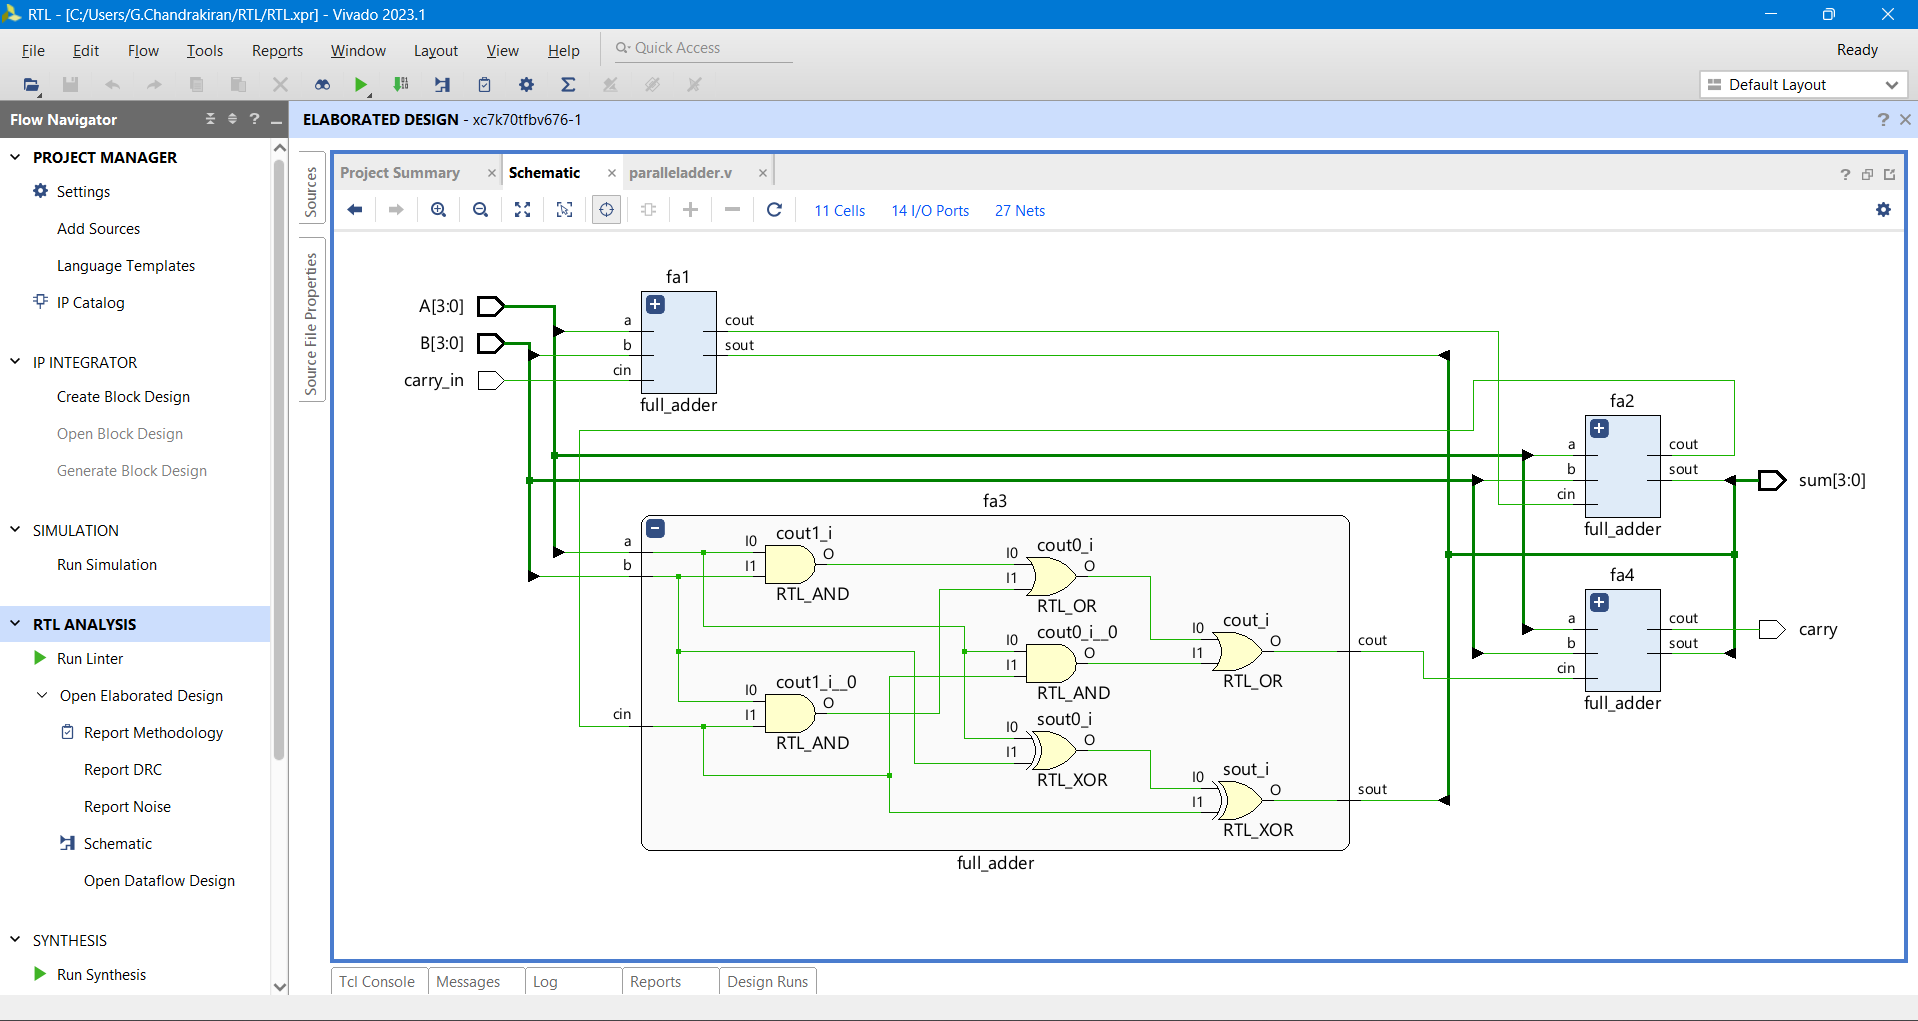 RTL - [C:/Users/G.Chandrakiran/RTL/RTL.xpr] - Vivado 2023.1
File Edit Flow Tools Reports Window Layout View Help Quick Access
Ready
Default Layout
Flow Navigator
ELABORATED DESIGN - xc7k70tfbv676-1
PROJECT MANAGER
Settings
Add Sources
Language Templates
IP Catalog
IP INTEGRATOR
Create Block Design
Open Block Design
Generate Block Design
SIMULATION
Run Simulation
RTL ANALYSIS
Run Linter
Open Elaborated Design
Report Methodology
Report DRC
Report Noise
Schematic
Open Dataflow Design
SYNTHESIS
Run Synthesis
Sources
Source File Properties
Project Summary
Schematic
paralleladder.v
11 Cells 14 I/O Ports 27 Nets
A[3:0]
B[3:0]
carry_in
fa1
a
b
cin
cout
sout
full_adder
fa2
a
b
cin
cout
sout
full_adder
sum[3:0]
fa3
a
b
cin
I0
I1
cout1_i
O
RTL_AND
I0
I1
cout1_i__0
O
RTL_AND
I0
I1
cout0_i
O
RTL_OR
I0
I1
cout0_i__0
O
RTL_AND
I0
I1
sout0_i
O
RTL_XOR
I0
I1
cout_i
O
RTL_OR
I0
I1
sout_i
O
RTL_XOR
cout
sout
full_adder
fa4
a
b
cin
cout
sout
full_adder
carry
Tcl Console Messages Log Reports Design Runs